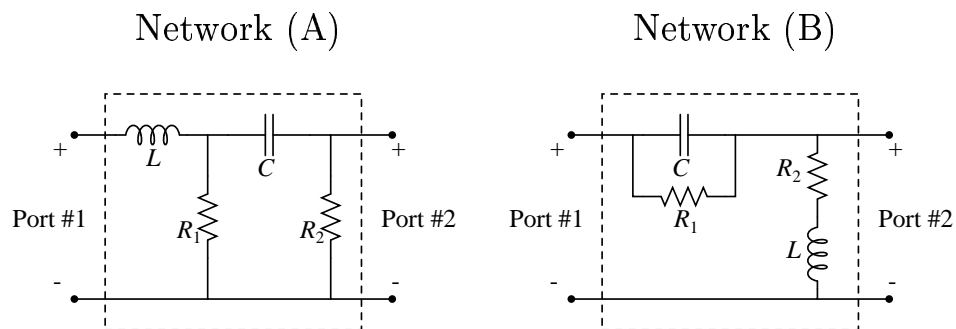 Network (A)
Network (B)
+
L
C
+
Port #1
R1
R2
Port #2
-
-
+
C
R2
+
Port #1
R1
Port #2
L
-
-